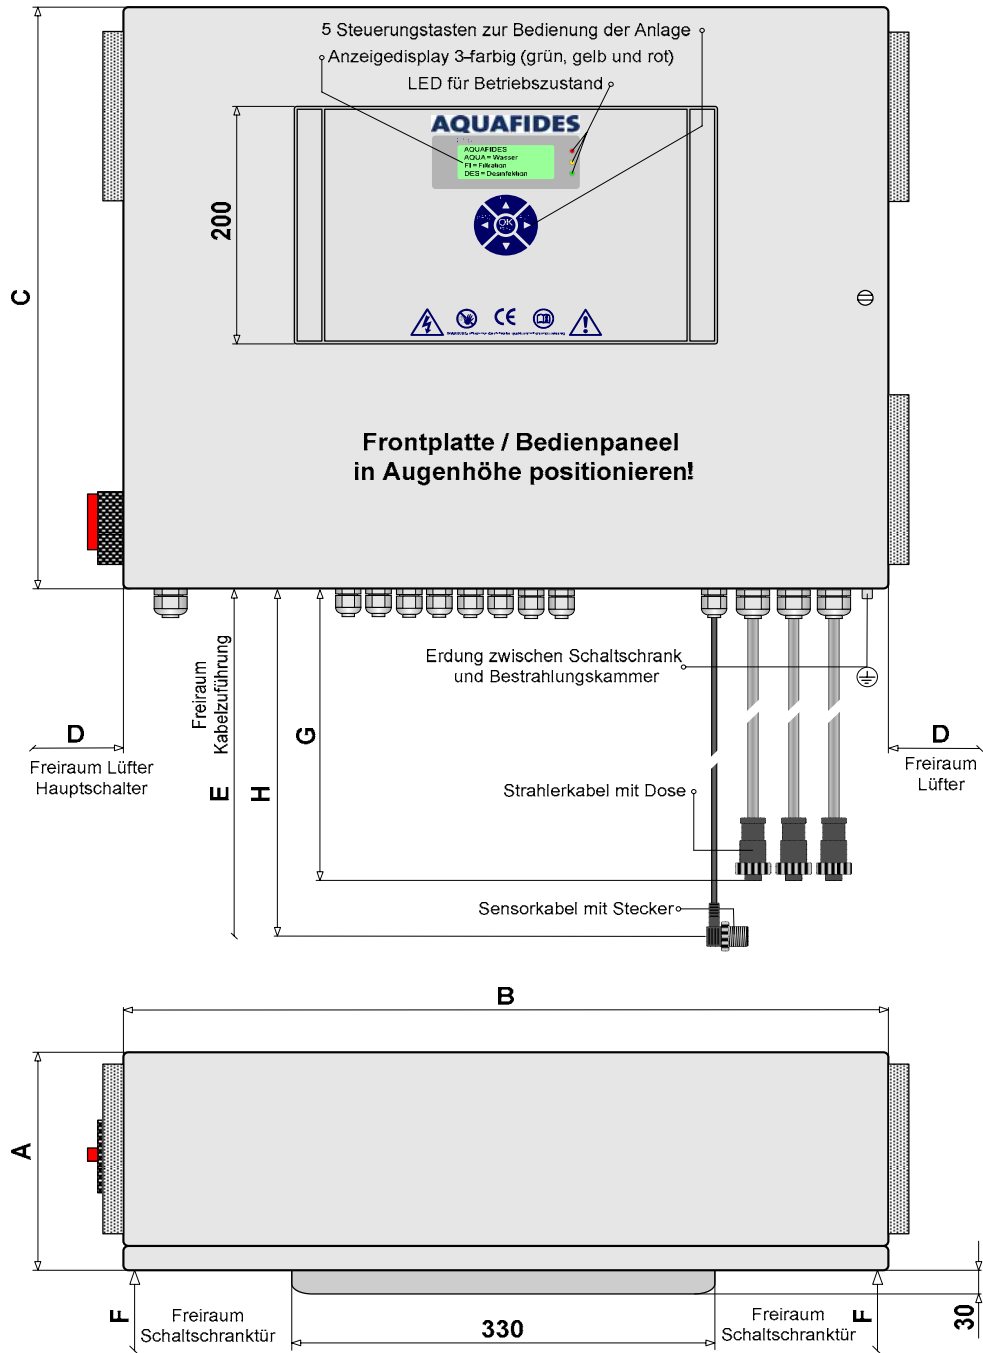 5 Steuerungstasten zur Bedienung der Anlage
Anzeigedisplay 3-farbig (grün, gelb und rot)
LED für Betriebszustand
AQUAFIDES
AQUAFIDES
AQUA = Wasser
FI = Filtration
DES = Desinfektion
OK
200
C
CE
Frontplatte / Bedienpaneel
in Augenhöhe positionieren!
Erdung zwischen Schaltschrank
und Bestrahlungskammer
Freiraum
Kabelzuführung
D
Freiraum Lüfter
Hauptschalter
D
Freiraum
Lüfter
E
H
G
Strahlerkabel mit Dose
Sensorkabel mit Stecker
B
A
F
Freiraum
Schaltschranktür
330
Freiraum
Schaltschranktür
F
30